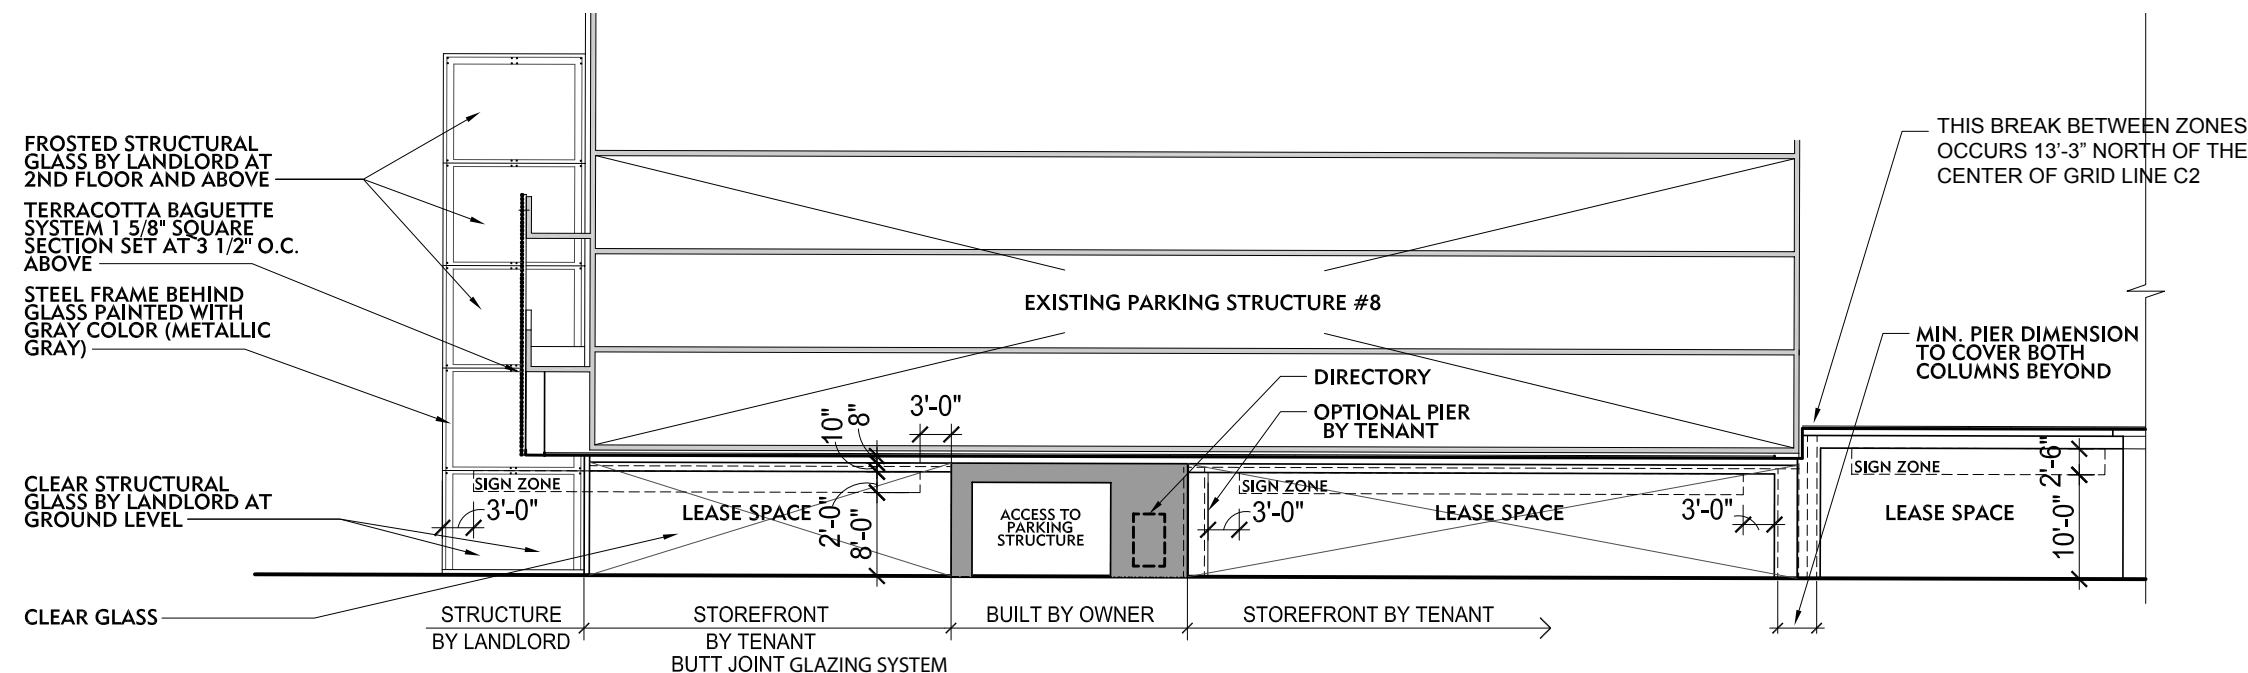 FROSTED STRUCTURAL
GLASS BY LANDLORD AT
2ND FLOOR AND ABOVE
TERRACOTTA BAGUETTE
SYSTEM 1 5/8" SQUARE
SECTION SET AT 3 1/2" O.C.
ABOVE
STEEL FRAME BEHIND
GLASS PAINTED WITH
GRAY COLOR (METALLIC
GRAY)
CLEAR STRUCTURAL
GLASS BY LANDLORD AT
GROUND LEVEL
CLEAR GLASS
EXISTING PARKING STRUCTURE #8
THIS BREAK BETWEEN ZONES
OCCURS 13'-3” NORTH OF THE
CENTER OF GRID LINE C2
MIN. PIER DIMENSION
TO COVER BOTH
COLUMNS BEYOND
DIRECTORY
OPTIONAL PIER
BY TENANT
10"
8"
3'-0"
SIGN ZONE
3'-0"
LEASE SPACE
2'-0"
8'-0"
ACCESS TO
PARKING
STRUCTURE
SIGN ZONE
3'-0"
LEASE SPACE
3'-0"
SIGN ZONE
LEASE SPACE
2'-6"
10'-0"
STRUCTURE
BY LANDLORD
STOREFRONT
BY TENANT
BUTT JOINT GLAZING SYSTEM
BUILT BY OWNER
STOREFRONT BY TENANT